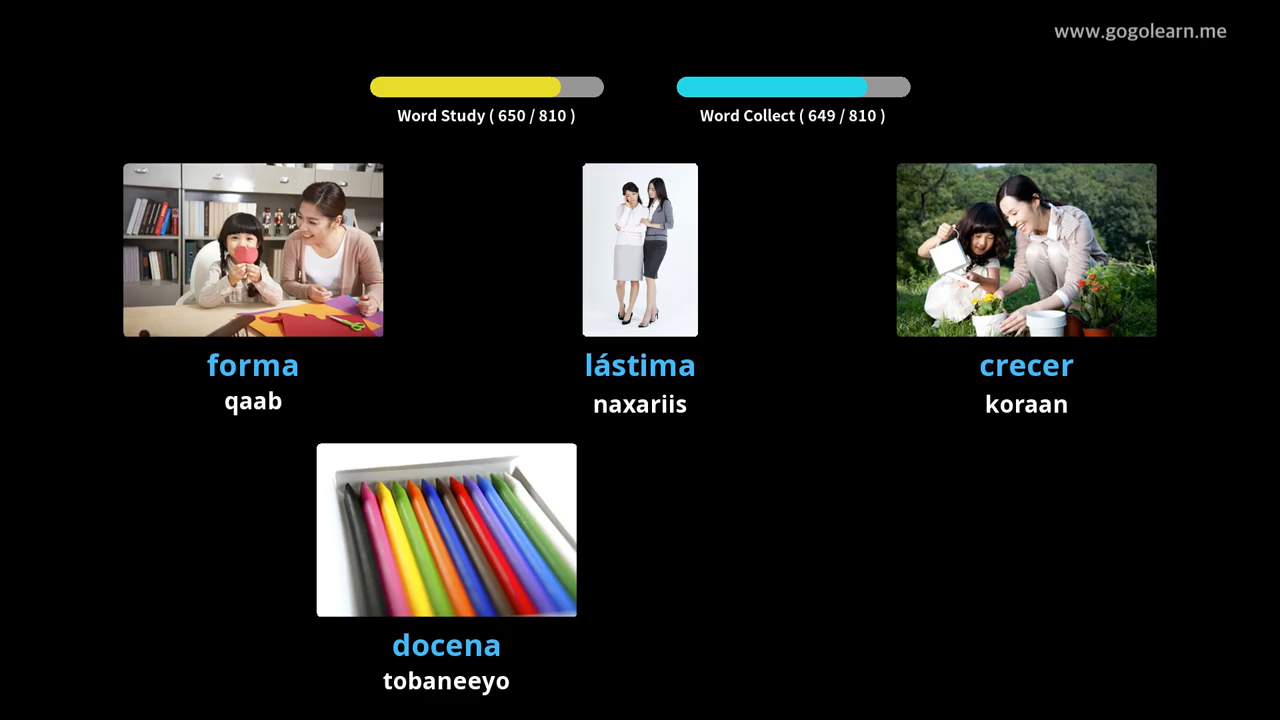 www.gogolearn.me
Word Study ( 650 / 810 )
Word Collect ( 649 / 810 )
forma
qaab
lástima
naxariis
crecer
koraan
docena
tobaneeyo